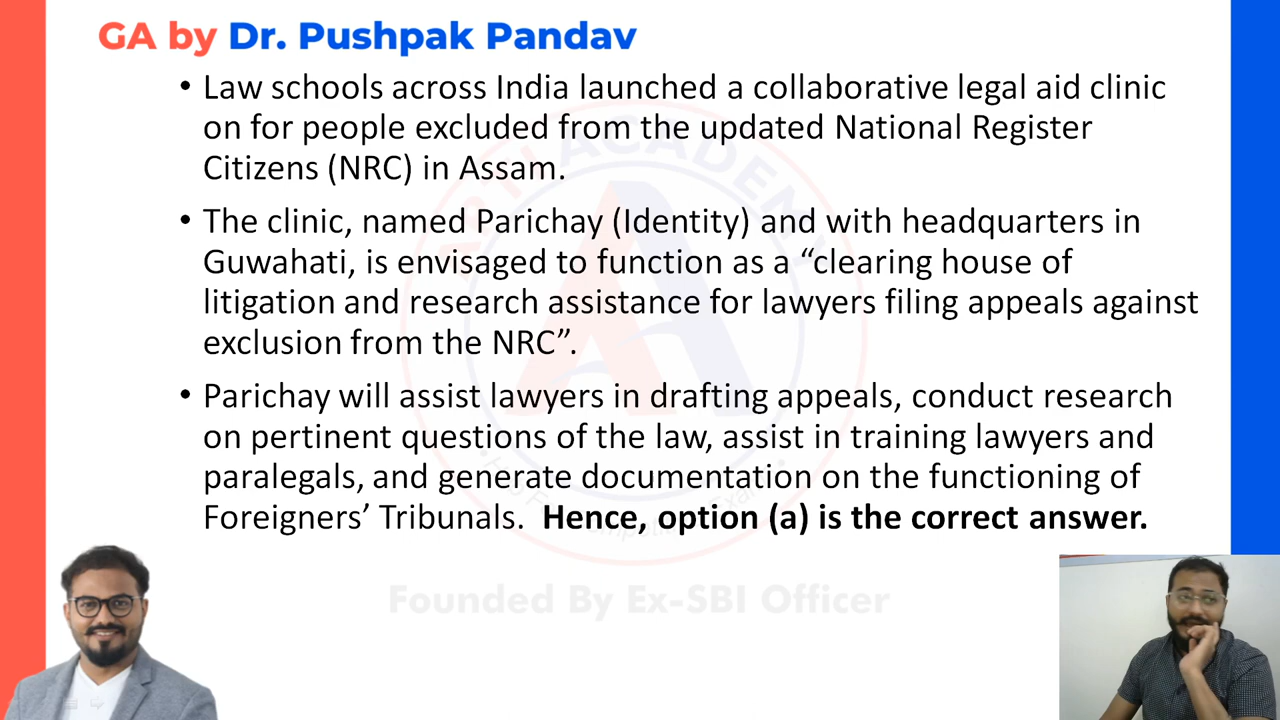 GA by Dr. Pushpak Pandav
• Law schools across India launched a collaborative legal aid clinic
on for people excluded from the updated National Register
Citizens (NRC) in Assam.
• The clinic, named Parichay (Identity) and with headquarters in
Guwahati, is envisaged to function as a “clearing house of
litigation and research assistance for lawyers filing appeals against
exclusion from the NRC”.
• Parichay will assist lawyers in drafting appeals, conduct research
on pertinent questions of the law, assist in training lawyers and
paralegals, and generate documentation on the functioning of
Foreigners’ Tribunals. Hence, option (a) is the correct answer.
ACADEMY
Founded By Ex-SBI Officer